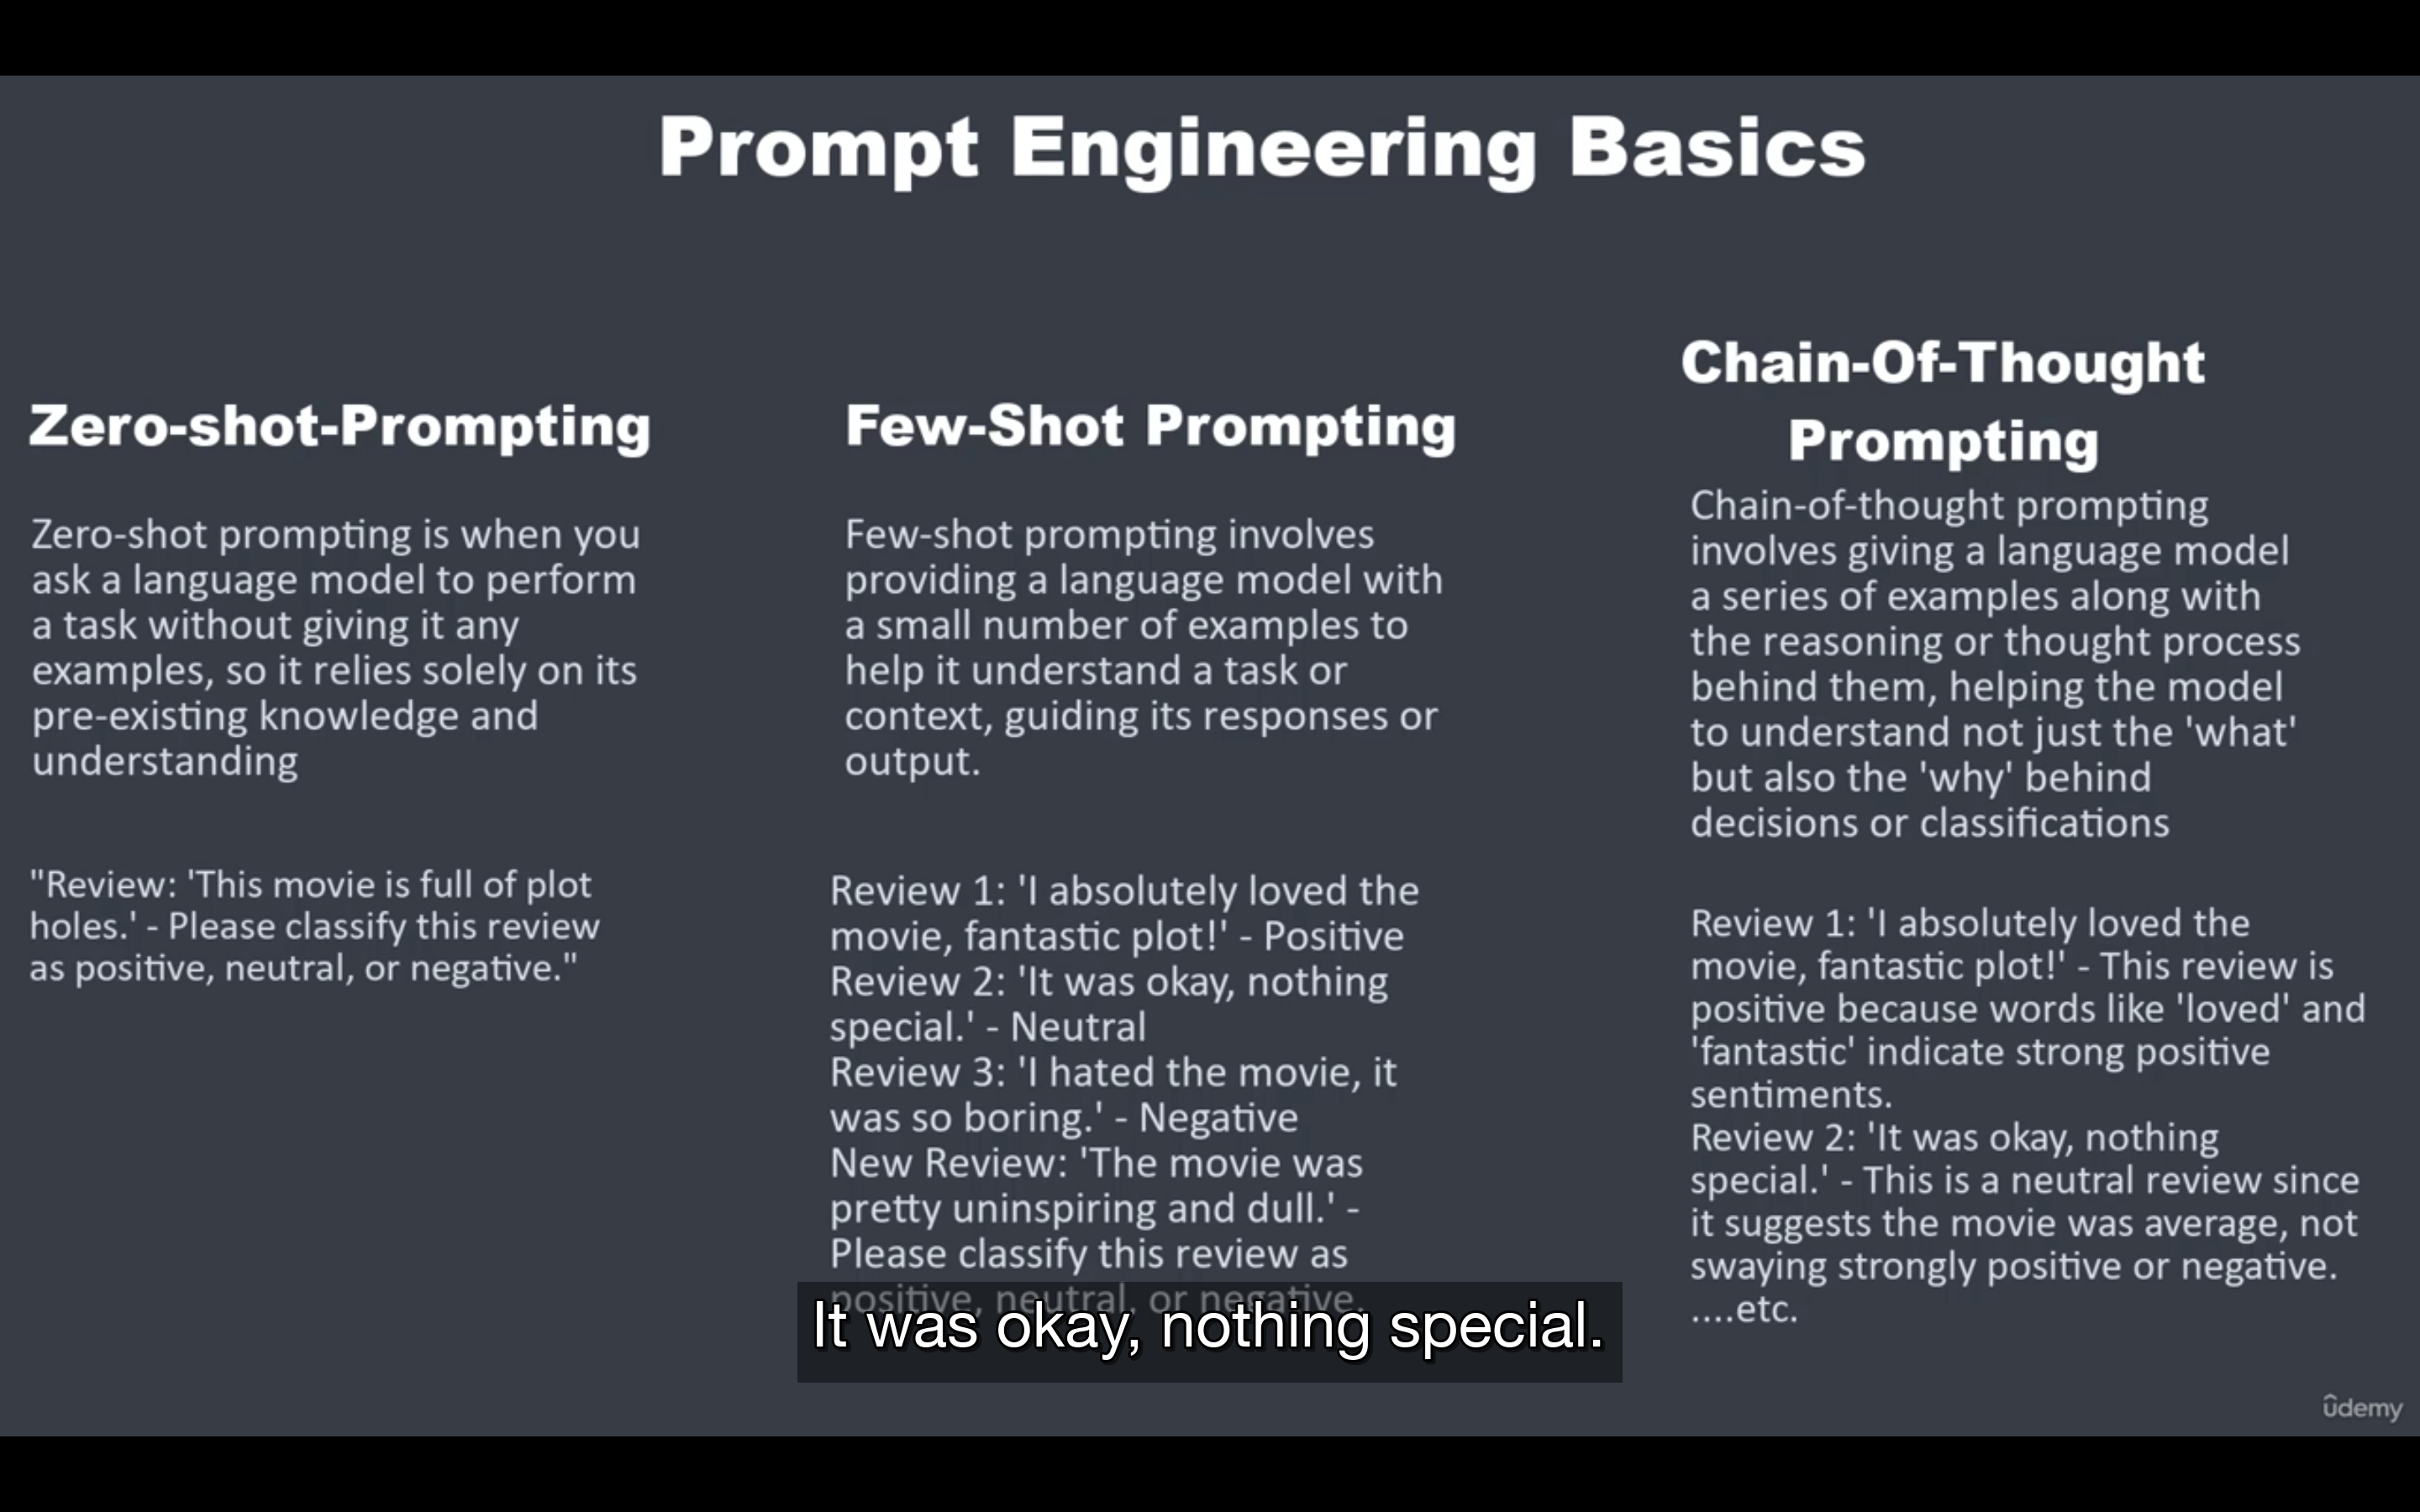 Prompt Engineering Basics
Zero-shot-Prompting
Zero-shot prompting is when you
ask a language model to perform
a task without giving it any
examples, so it relies solely on its
pre-existing knowledge and
understanding
"Review: 'This movie is full of plot
holes.' - Please classify this review
as positive, neutral, or negative."
Few-Shot Prompting
Few-shot prompting involves
providing a language model with
a small number of examples to
help it understand a task or
context, guiding its responses or
output.
Review 1: 'I absolutely loved the
movie, fantastic plot!' - Positive
Review 2: 'It was okay, nothing
special.' - Neutral
Review 3: 'I hated the movie, it
was so boring.' - Negative
New Review: 'The movie was
pretty uninspiring and dull.' -
Please classify this review as
positive, neutral, or negative.
Chain-Of-Thought
Prompting
Chain-of-thought prompting
involves giving a language model
a series of examples along with
the reasoning or thought process
behind them, helping the model
to understand not just the 'what'
but also the 'why' behind
decisions or classifications
Review 1: 'I absolutely loved the
movie, fantastic plot!' - This review is
positive because words like 'loved' and
'fantastic' indicate strong positive
sentiments.
Review 2: 'It was okay, nothing
special.' - This is a neutral review since
it suggests the movie was average, not
swaying strongly positive or negative.
....etc.
It was okay, nothing special.
ûdemy